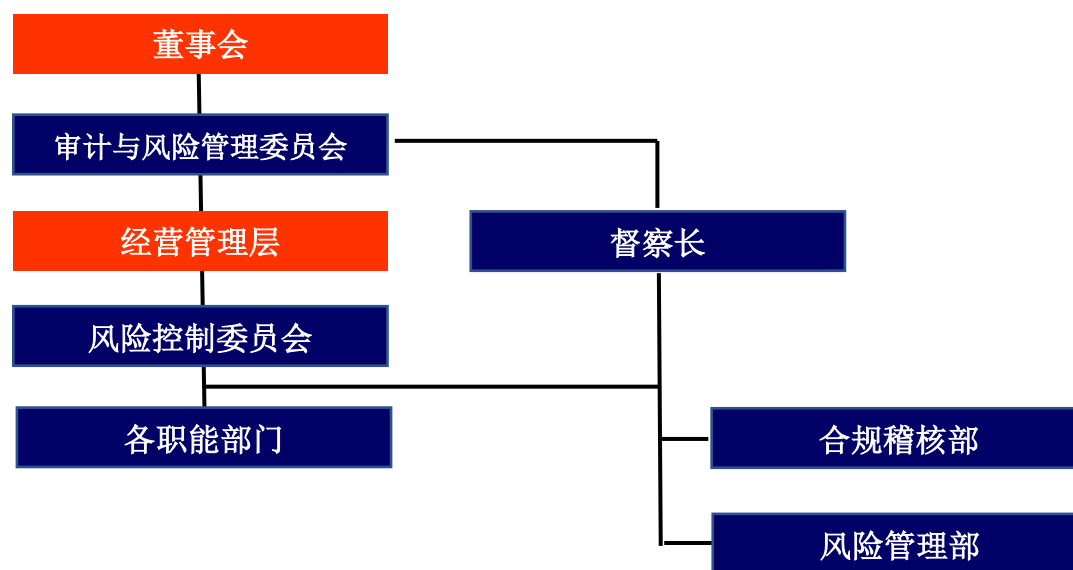 董事会
审计与风险管理委员会
经营管理层
督察长
风险控制委员会
各职能部门
合规稽核部
风险管理部